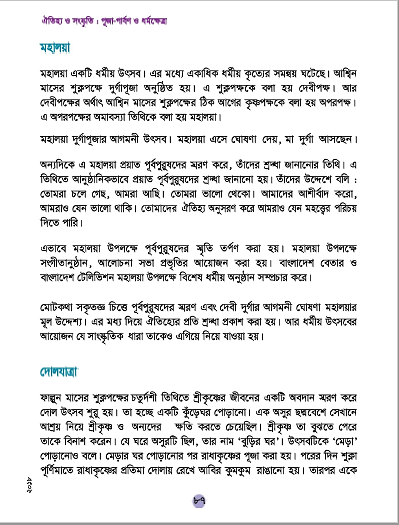 ঐতিহ্য ও সংস্কৃতি : পূজা-পার্বণ ও ধর্মক্ষেত্র
মহালয়া
মহালয়া একটি ধর্মীয় উৎসব। এর মধ্যে একাধিক ধর্মীয় কৃত্যের সমন্বয় ঘটেছে। আশ্বিন
মাসের শুক্লপক্ষে দুর্গাপূজা অনুষ্ঠিত হয়। এ শুক্লপক্ষকে বলা হয় দেবীপক্ষ। আর
দেবীপক্ষের অর্থাৎ আশ্বিন মাসের শুক্লপক্ষের ঠিক আগের কৃষ্ণপক্ষকে বলা হয় অপরপক্ষ।
এ অপরপক্ষের অমাবস্যা তিথিকে বলা হয় মহালয়া।
মহালয়া দুর্গাপূজার আগমনী উৎসব। মহালয়া এসে ঘোষণা দেয়, মা দুর্গা আসছেন।
অন্যদিকে এ মহালয়া প্রয়াত পূর্বপুরুষদের স্মরণ করে, তাঁদের শ্রদ্ধা জানানোর তিথি। এ
তিথিতে আনুষ্ঠানিকভাবে প্রয়াত পূর্বপুরুষদের শ্রদ্ধা জানানো হয়। তাঁদের উদ্দেশে বলি :
তোমরা চলে গেছ, আমরা আছি। তোমরা ভালো থেকো। আমাদের আশীর্বাদ করো,
আমরাও যেন ভালো থাকি। তোমাদের ঐতিহ্য অনুসরণ করে আমরাও যেন মহত্ত্বের পরিচয়
দিতে পারি।
এভাবে মহালয়া উপলক্ষে পূর্বপুরুষদের স্মৃতি তর্পণ করা হয়। মহালয়া উপলক্ষে
সংগীতানুষ্ঠান, আলোচনা সভা প্রভৃতির আয়োজন করা হয়। বাংলাদেশ বেতার ও
বাংলাদেশ টেলিভিশন মহালয়া উপলক্ষে বিশেষ ধর্মীয় অনুষ্ঠান সম্প্রচার করে।
মোটকথা সকৃতজ্ঞ চিত্তে পূর্বপুরুষদের স্মরণ এবং দেবী দুর্গার আগমনী ঘোষণা মহালয়ার
মূল উদ্দেশ্য। এর মধ্য দিয়ে ঐতিহ্যের প্রতি শ্রদ্ধা প্রকাশ করা হয়। আর ধর্মীয় উৎসবের
আয়োজন যে সাংস্কৃতিক ধারা তাকেও এগিয়ে নিয়ে যাওয়া হয়।
দোলযাত্রা
ফাল্গুন মাসের শুক্লপক্ষের চতুর্দশী তিথিতে শ্রীকৃষ্ণের জীবনের একটি অবদান স্মরণ করে
দোল উৎসব শুরু হয়। তা হচ্ছে একটি কুঁড়েঘর পোড়ানো। এক অসুর ছদ্মবেশে সেখানে
আশ্রয় নিয়ে শ্রীকৃষ্ণ ও অন্যদের ক্ষতি করতে চেয়েছিল। শ্রীকৃষ্ণ তা বুঝতে পেরে
তাকে বিনাশ করেন। যে ঘরে অসুরটি ছিল, তার নাম ‘বুড়ির ঘর’। উৎসবটিকে ‘মেড়া’
পোড়ানোও বলে। মেড়ার ঘর পোড়ানোর পর রাধাকৃষ্ণের পূজা করা হয়। পরের দিন শুক্লা
পূর্ণিমাতে রাধাকৃষ্ণের প্রতিমা দোলায় রেখে আবির কুমকুম রাঙানো হয়। তারপর একে
২০১৮
৮৭